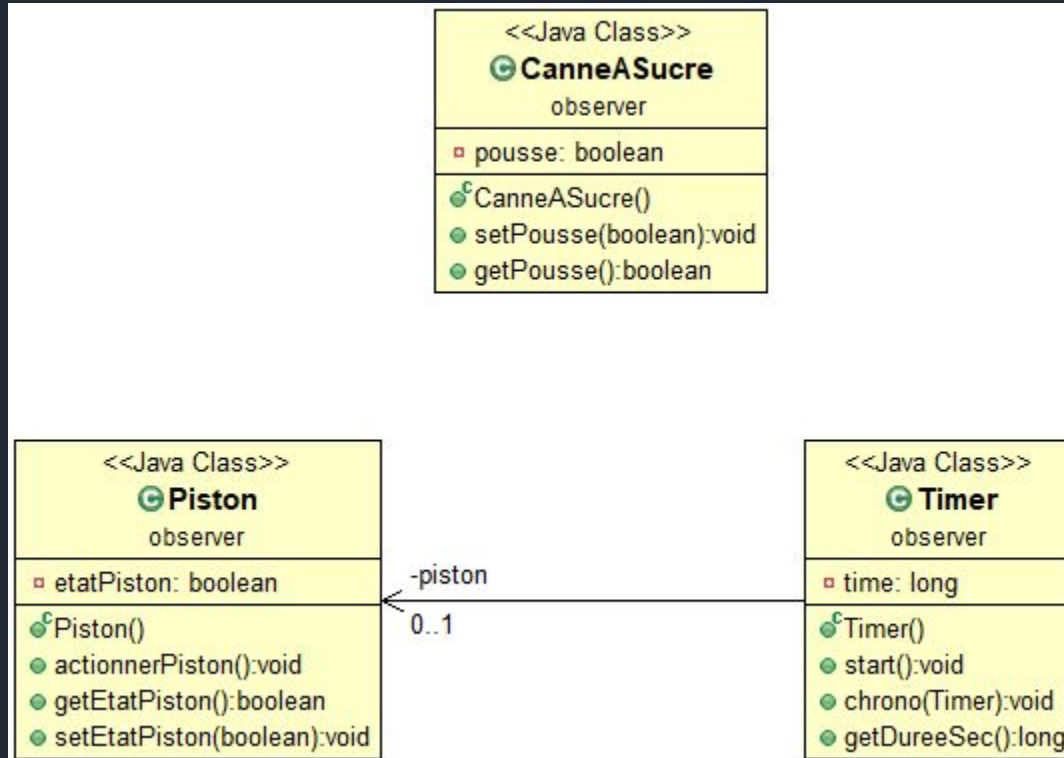 <<Java Class>>
CanneASucre
observer
pousse: boolean
CanneASucre()
setPousse(boolean):void
getPousse():boolean
<<Java Class>>
Piston
observer
etatPiston: boolean
Piston()
actionnerPiston():void
getEtatPiston():boolean
setEtatPiston(boolean):void
-piston
0..1
<<Java Class>>
Timer
observer
time: long
Timer()
start():void
chrono(Timer):void
getDureeSec():long